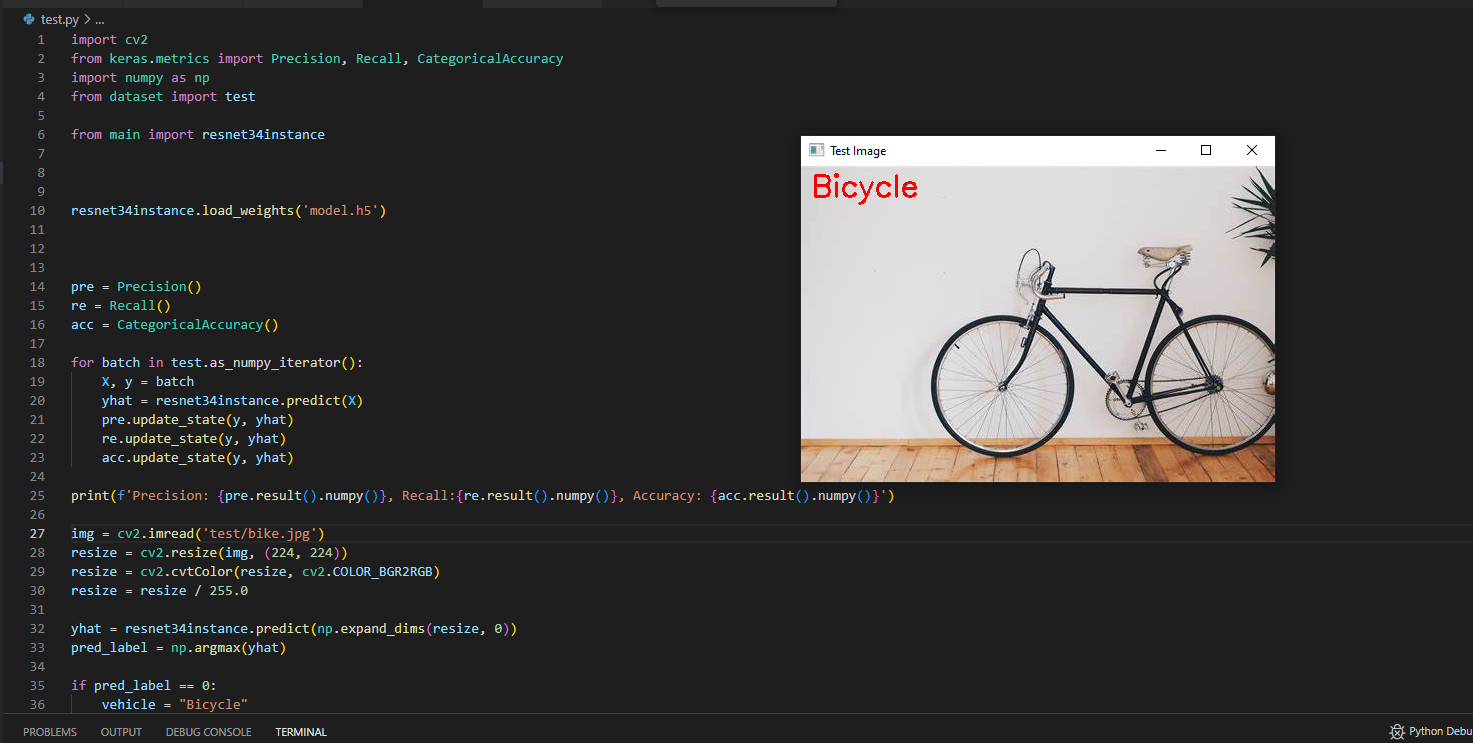 test.py > ...
1 import cv2
2 from keras.metrics import Precision, Recall, CategoricalAccuracy
3 import numpy as np
4 from dataset import test
5
6 from main import resnet34instance
7
8
9
10 resnet34instance.load_weights('model.h5')
11
12
13
14 pre = Precision()
15 re = Recall()
16 acc = CategoricalAccuracy()
17
18 for batch in test.as_numpy_iterator():
19     X, y = batch
20     yhat = resnet34instance.predict(X)
21     pre.update_state(y, yhat)
22     re.update_state(y, yhat)
23     acc.update_state(y, yhat)
24
25 print(f'Precision: {pre.result().numpy()}, Recall:{re.result().numpy()}, Accuracy: {acc.result().numpy()}')
26
27 img = cv2.imread('test/bike.jpg')
28 resize = cv2.resize(img, (224, 224))
29 resize = cv2.cvtColor(resize, cv2.COLOR_BGR2RGB)
30 resize = resize / 255.0
31
32 yhat = resnet34instance.predict(np.expand_dims(resize, 0))
33 pred_label = np.argmax(yhat)
34
35 if pred_label == 0:
36     vehicle = "Bicycle"
Test Image
Bicycle
PROBLEMS OUTPUT DEBUG CONSOLE TERMINAL
Python Debu